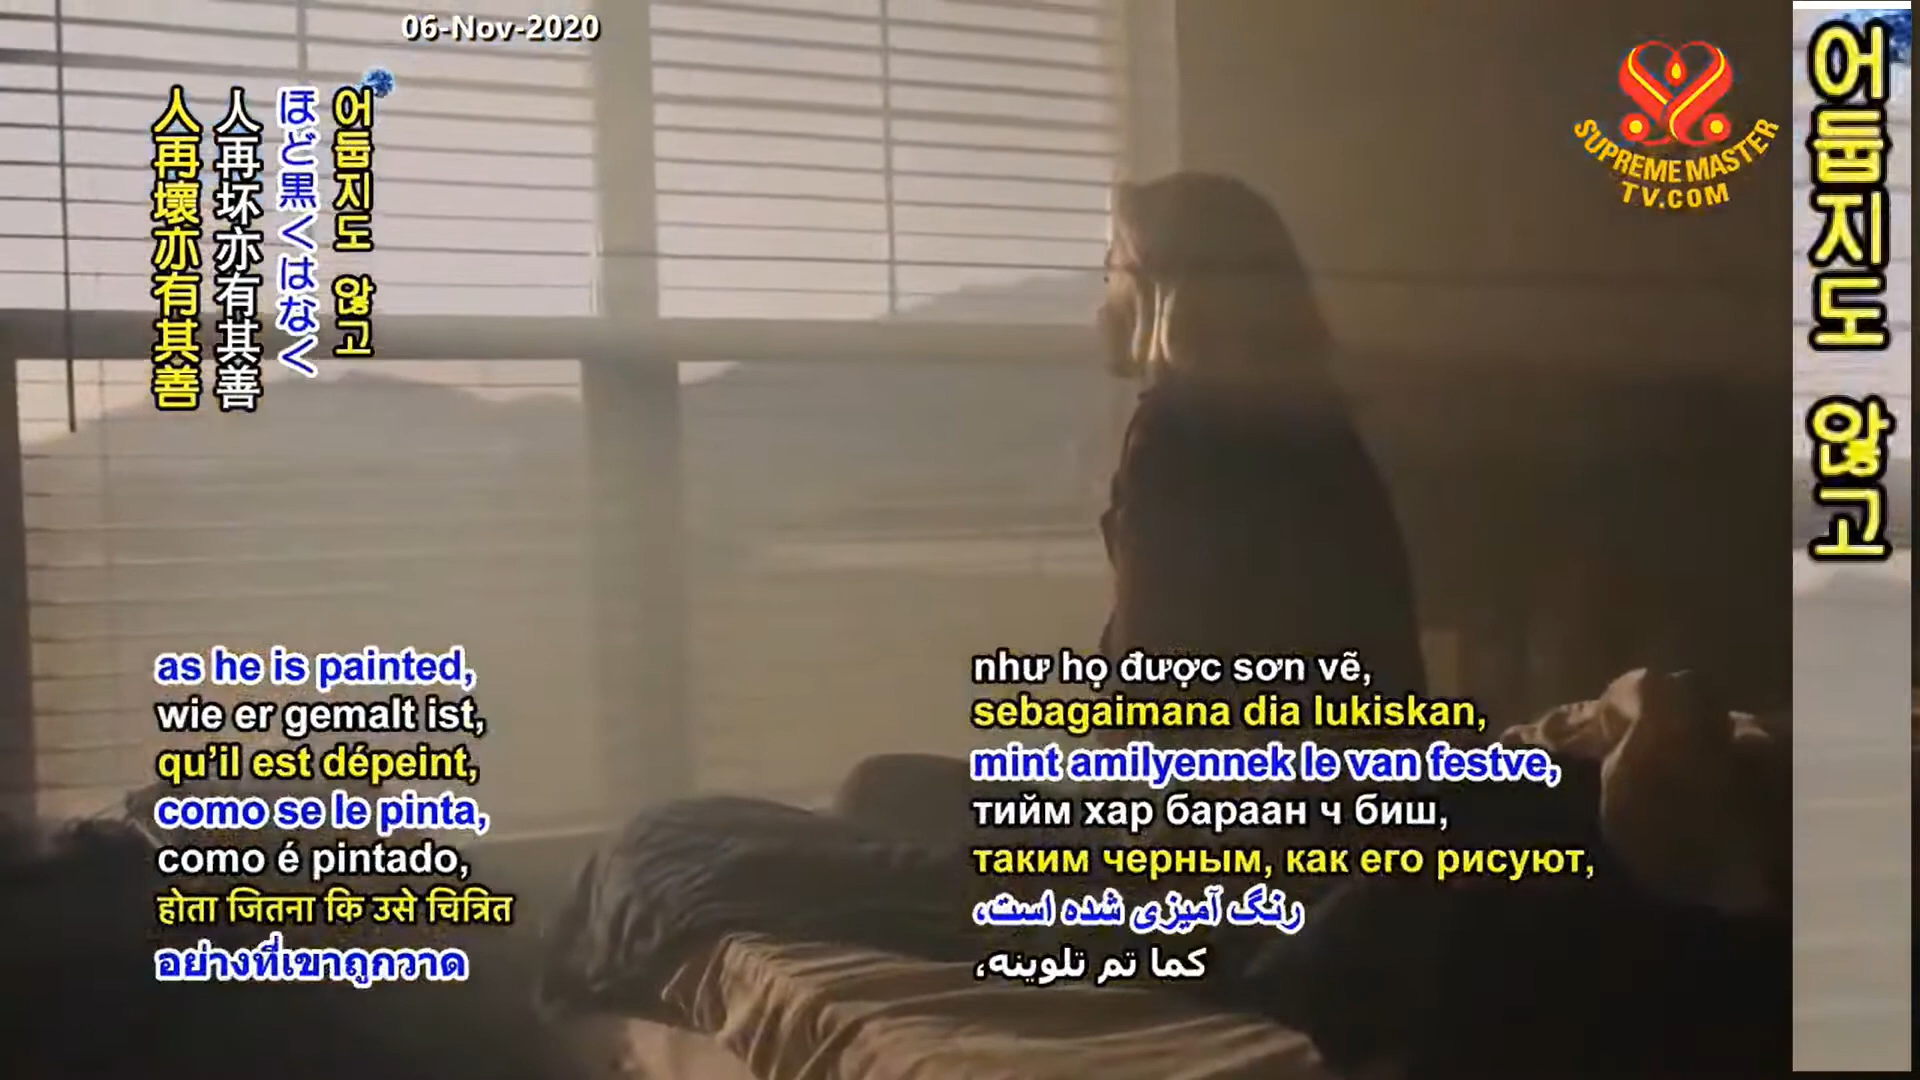 06-Nov-2020
SUPREME MASTER
TV.COM
어둡지도 않고
어둡지도 않고
ほど黒くはなく
人再坏亦有其善
人再壞亦有其善
as he is painted,
wie er gemalt ist,
qu’il est dépeint,
como se le pinta,
como é pintado,
होता जितना कि उसे चित्रित
อย่างที่เขาถูกวาด
như họ được sơn vẽ,
sebagaimana dia lukiskan,
mint amilyennek le van festve,
тийм хар бараан ч биш,
таким черным, как его рисуют,
رنگ آمیزی شده است،
كما تم تلوينه،